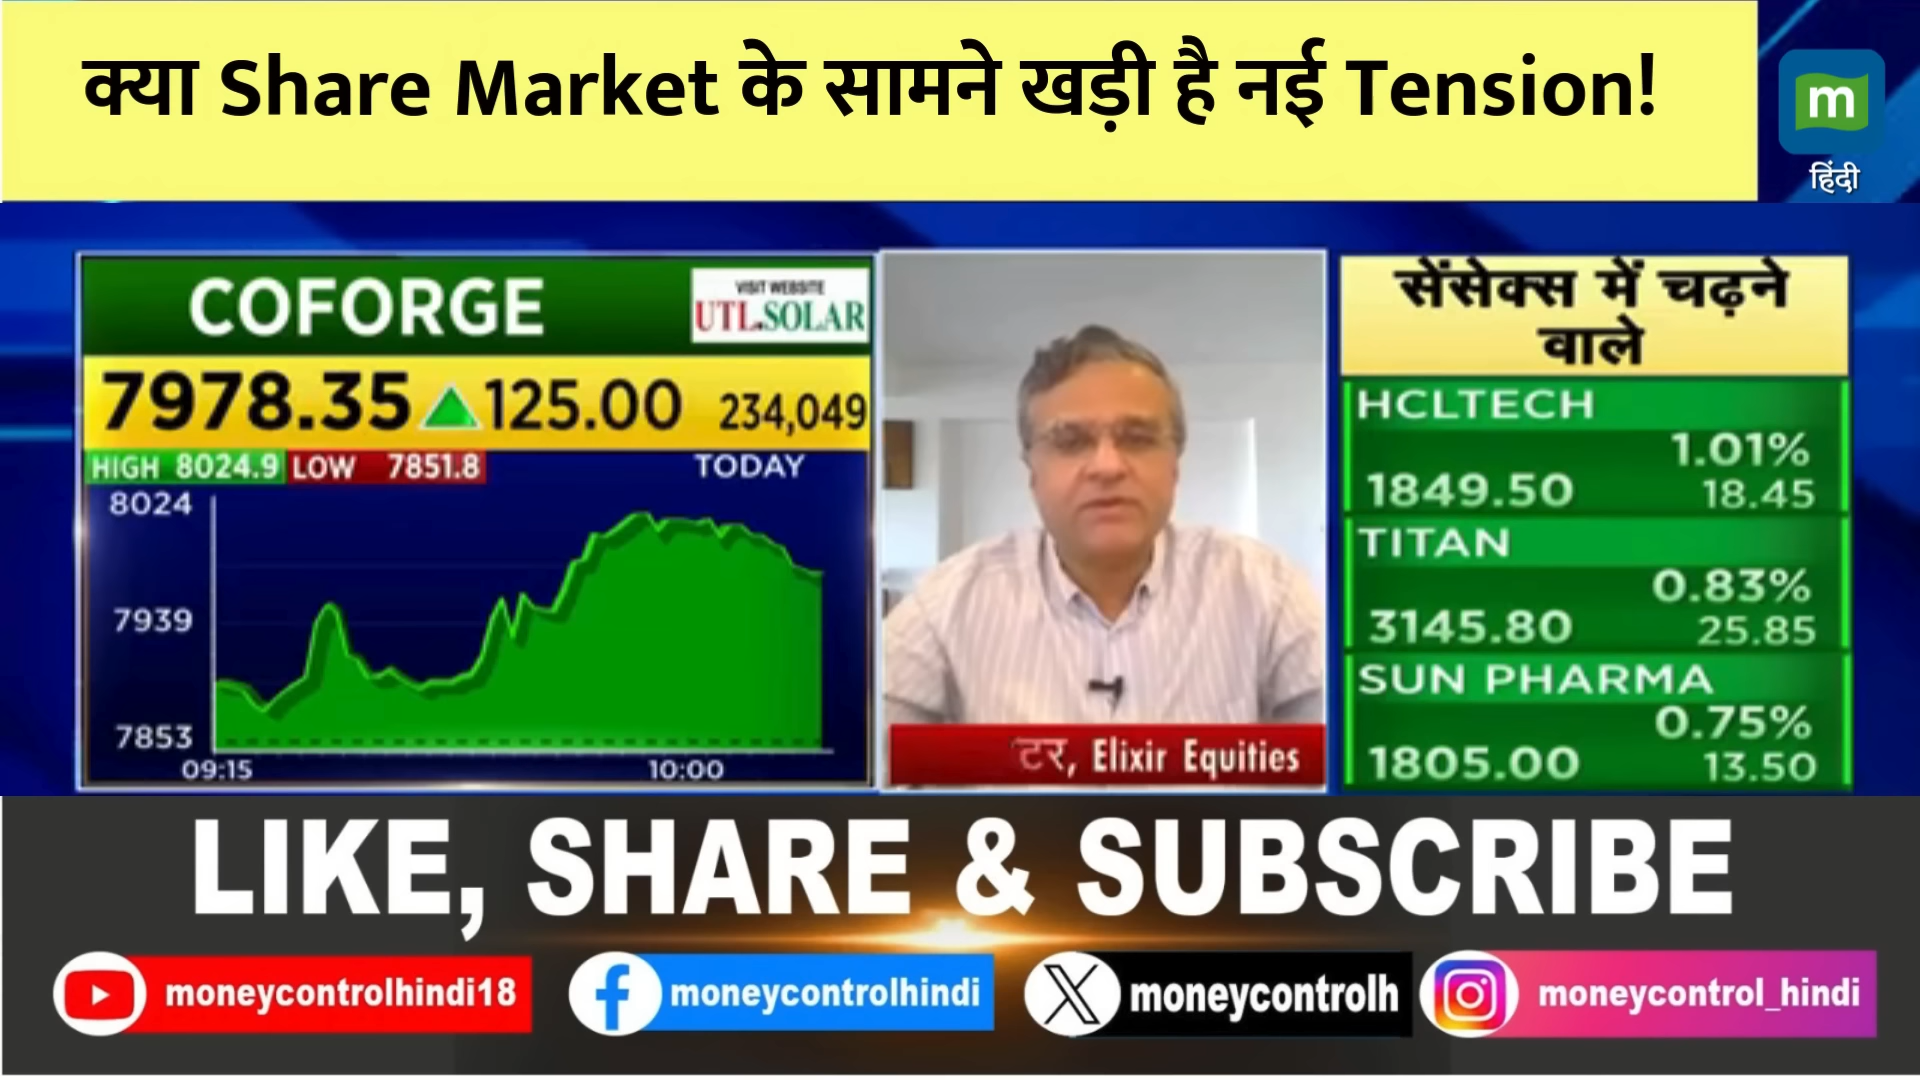 क्या Share Market के सामने खड़ी है नई Tension!
m
हिंदी
COFORGE
VISIT WEBSITE
UTL SOLAR
7978.35 125.00 234,049
HIGH 8024.9 LOW 7851.8 TODAY
8024
7939
7853
09:15 10:00
टर, Elixir Equities
सेंसेक्स में चढ़ने
वाले
HCLTECH
1.01%
1849.50 18.45
TITAN
0.83%
3145.80 25.85
SUN PHARMA
0.75%
1805.00 13.50
LIKE, SHARE & SUBSCRIBE
moneycontrolhindi18 moneycontrolhindi moneycontrolh moneycontrol_hindi